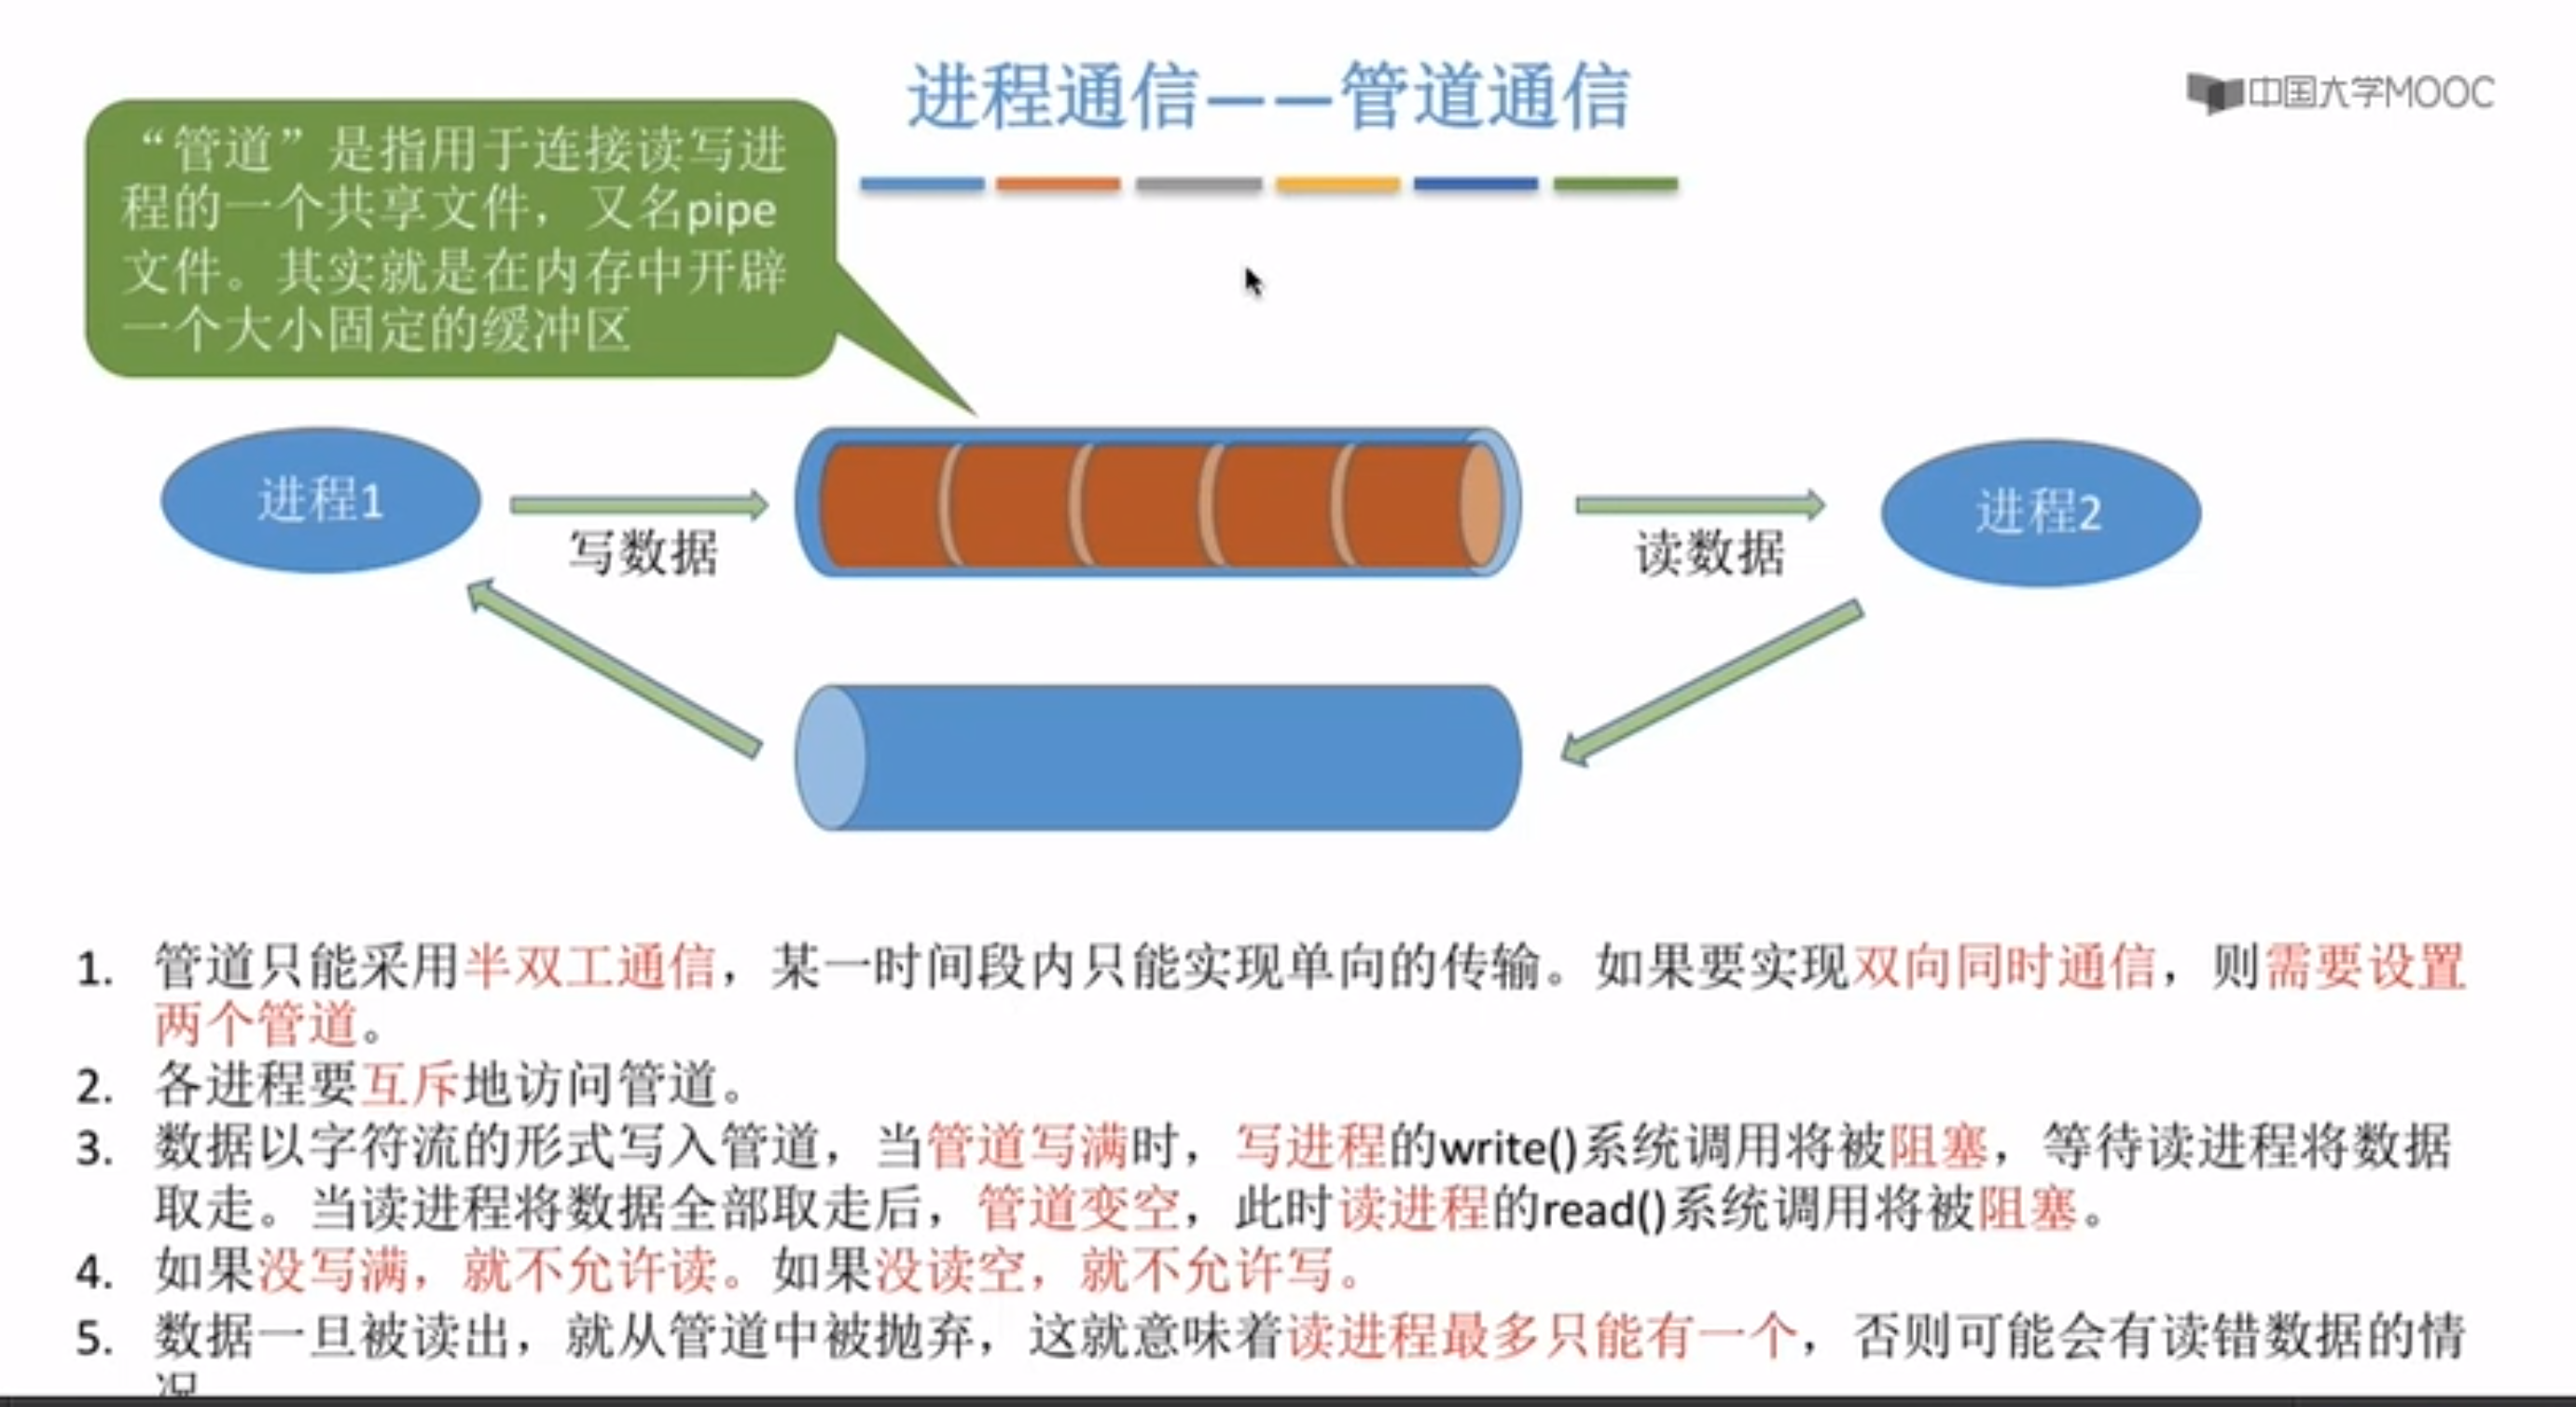 进程通信——管道通信
中国大学MOOC
“管道”是指用于连接读写进
程的一个共享文件，又名pipe
文件。其实就是在内存中开辟
一个大小固定的缓冲区
进程1
写数据
读数据
进程2
1. 管道只能采用半双工通信，某一时间段内只能实现单向的传输。如果要实现双向同时通信，则需要设置
两个管道。
2. 各进程要互斥地访问管道。
3. 数据以字符流的形式写入管道，当管道写满时，写进程的write()系统调用将被阻塞，等待读进程将数据
取走。当读进程将数据全部取走后，管道变空，此时读进程的read()系统调用将被阻塞。
4. 如果没写满，就不允许读。如果没读空，就不允许写。
5. 数据一旦被读出，就从管道中被抛弃，这就意味着读进程最多只能有一个，否则可能会有读错数据的情
况